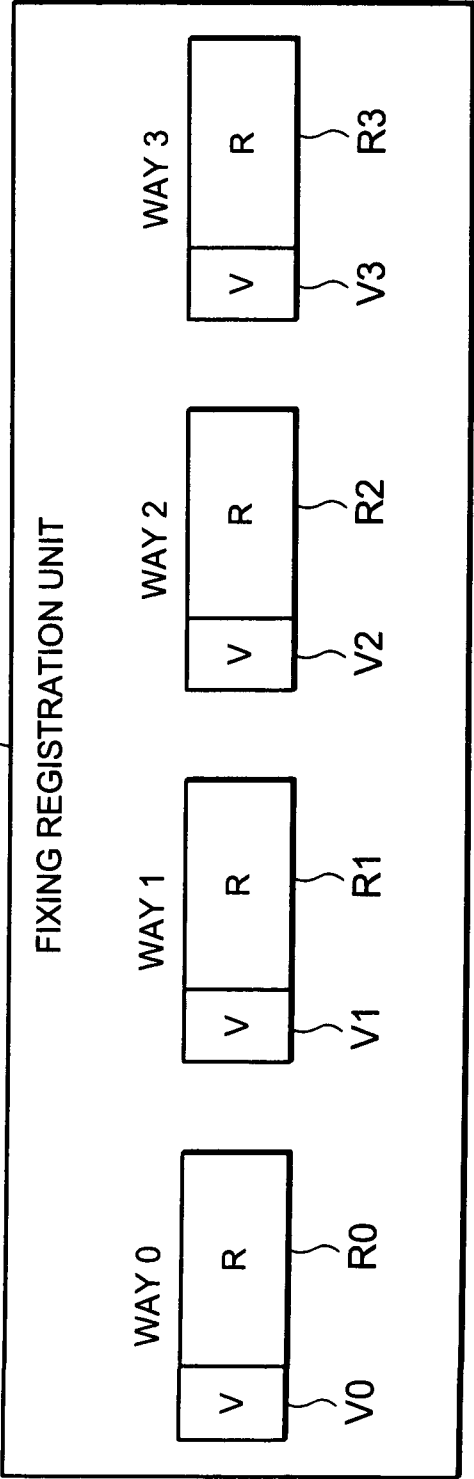 FIXING REGISTRATION UNIT
WAY 0
WAY 1
WAY 2
WAY 3
V R
V R
V R
V R
V0 R0
V1 R1
V2 R2
V3 R3